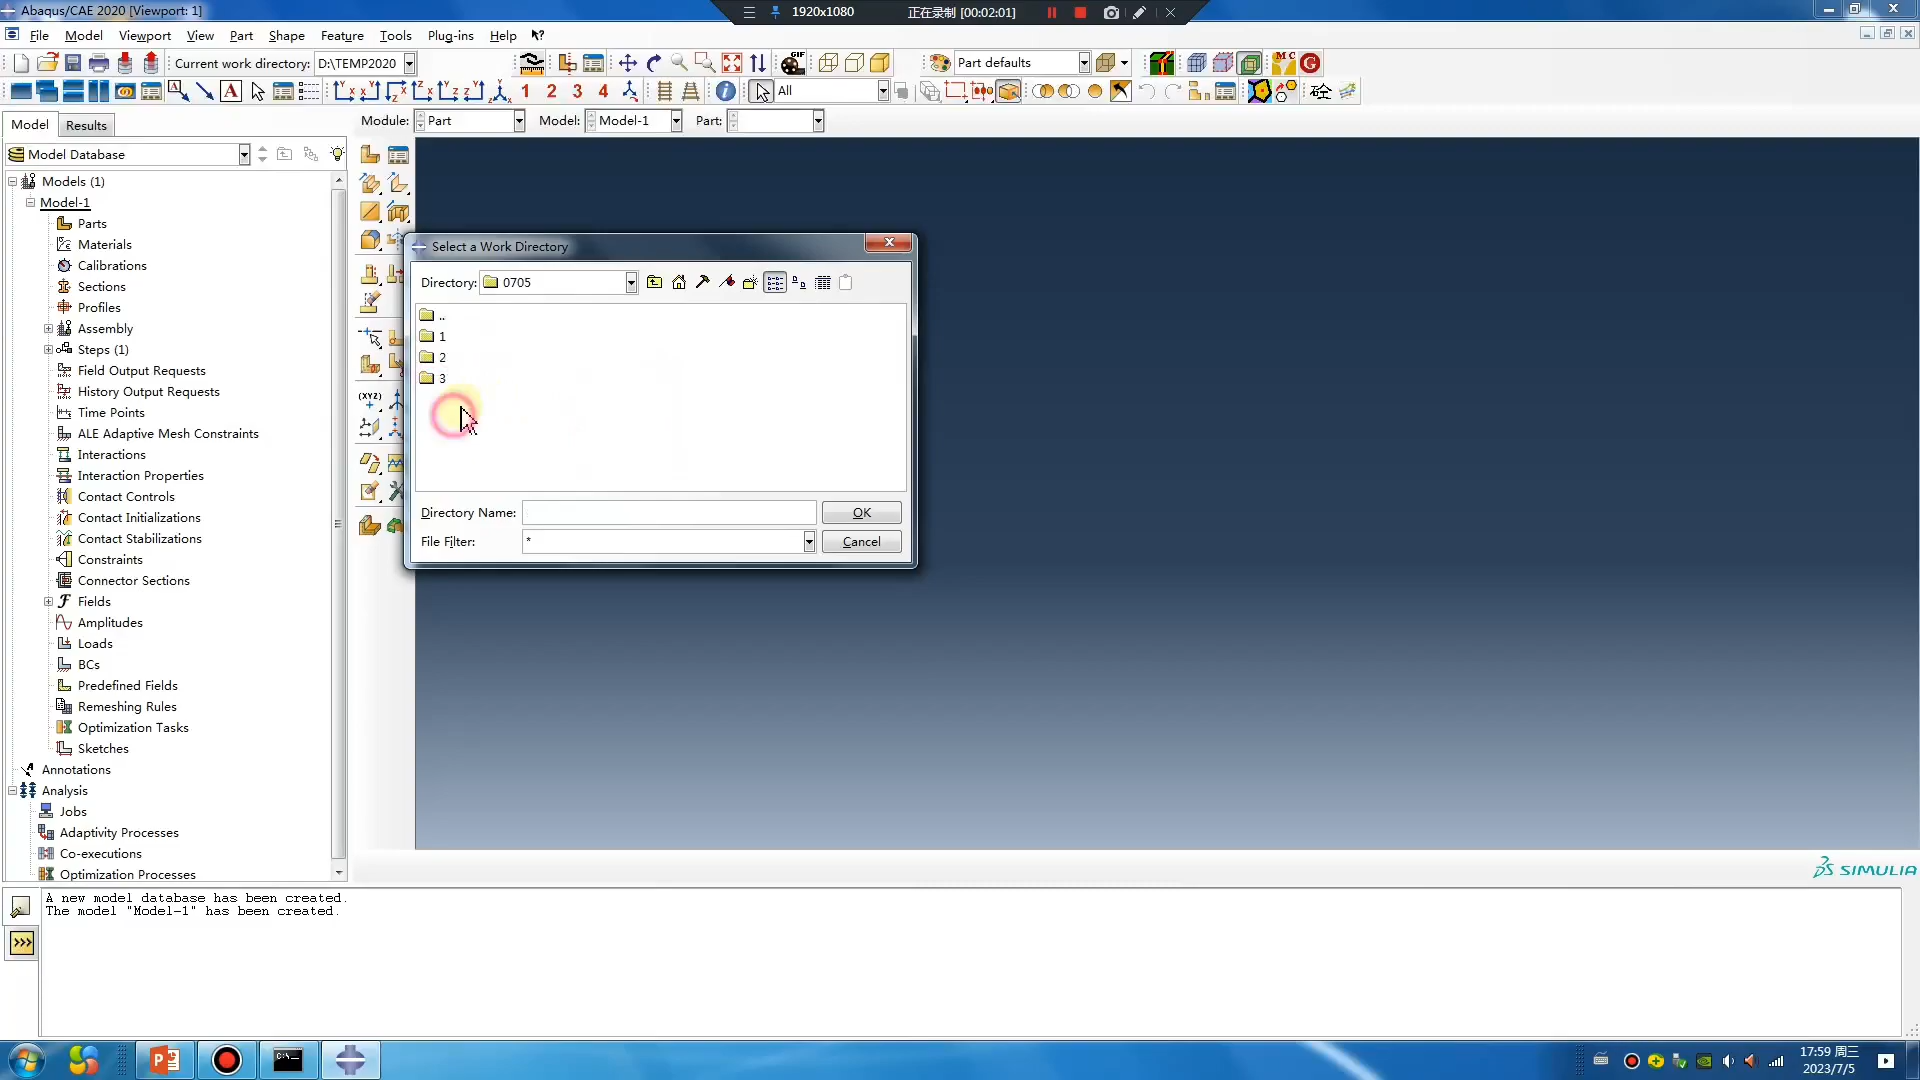 Abaqus/CAE 2020 [Viewport: 1]
1920x1080
正在录制 [00:02:01]
File Model Viewport View Part Shape Feature Tools Plug-ins Help
Current work directory: D:\TEMP2020
GIF
Part defaults
M C
G
A
1 2 3 4
All
砼
Model Results
Module: Part Model: Model-1 Part:
Model Database
Models (1)
Model-1
Parts
Materials
Calibrations
Sections
Profiles
Assembly
Steps (1)
Field Output Requests
History Output Requests
Time Points
ALE Adaptive Mesh Constraints
Interactions
Interaction Properties
Contact Controls
Contact Initializations
Contact Stabilizations
Constraints
Connector Sections
Fields
Amplitudes
Loads
BCs
Predefined Fields
Remeshing Rules
Optimization Tasks
Sketches
Annotations
Analysis
Jobs
Adaptivity Processes
Co-executions
Optimization Processes
(XYZ)
Select a Work Directory
Directory: 0705
..
1
2
3
Directory Name: OK
File Filter: * Cancel
SIMULIA
A new model database has been created.
The model "Model-1" has been created.
>>>
17:59 周三
2023/7/5